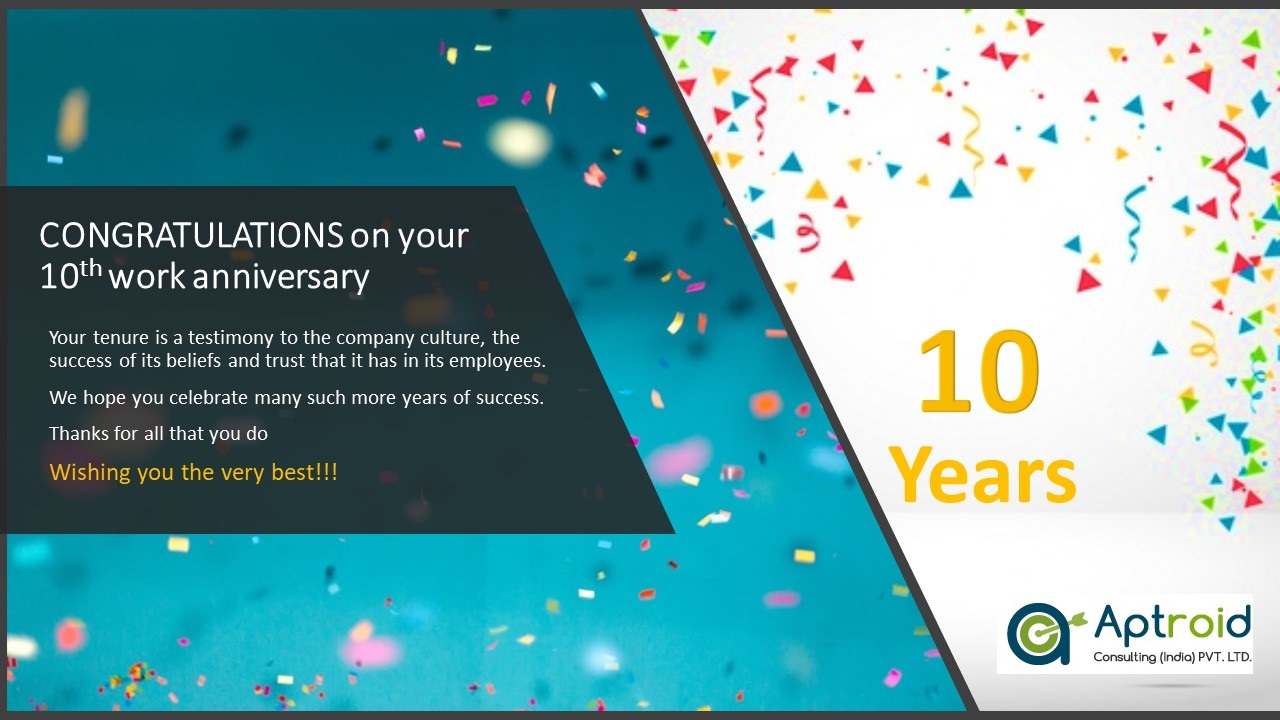 CONGRATULATIONS on your
10th work anniversary
Your tenure is a testimony to the company culture, the
success of its beliefs and trust that it has in its employees.
We hope you celebrate many such more years of success.
Thanks for all that you do
Wishing you the very best!!!
10
Years
Aptroid
Consulting (India) PVT. LTD.